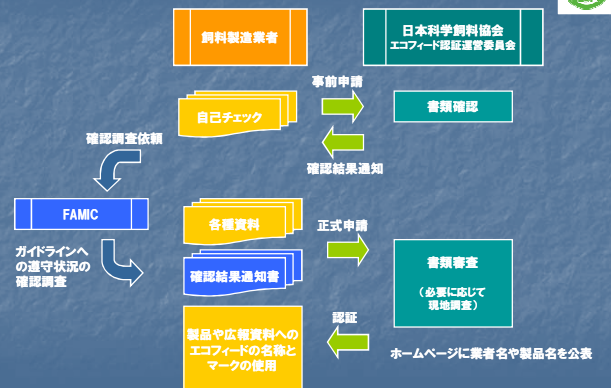 飼料製造業者
日本科学飼料協会
エコフィード認証運営委員会
事前申請
自己チェック
書類確認
確認調査依頼
確認結果通知
FAMIC
各種資料
正式申請
ガイドラインへ
の遵守状況の
確認調査
確認結果通知書
書類審査
（必要に応じて
現地調査）
製品や広報資料への
エコフィードの名称と
マークの使用
認証
ホームページに業者名や製品名を公表